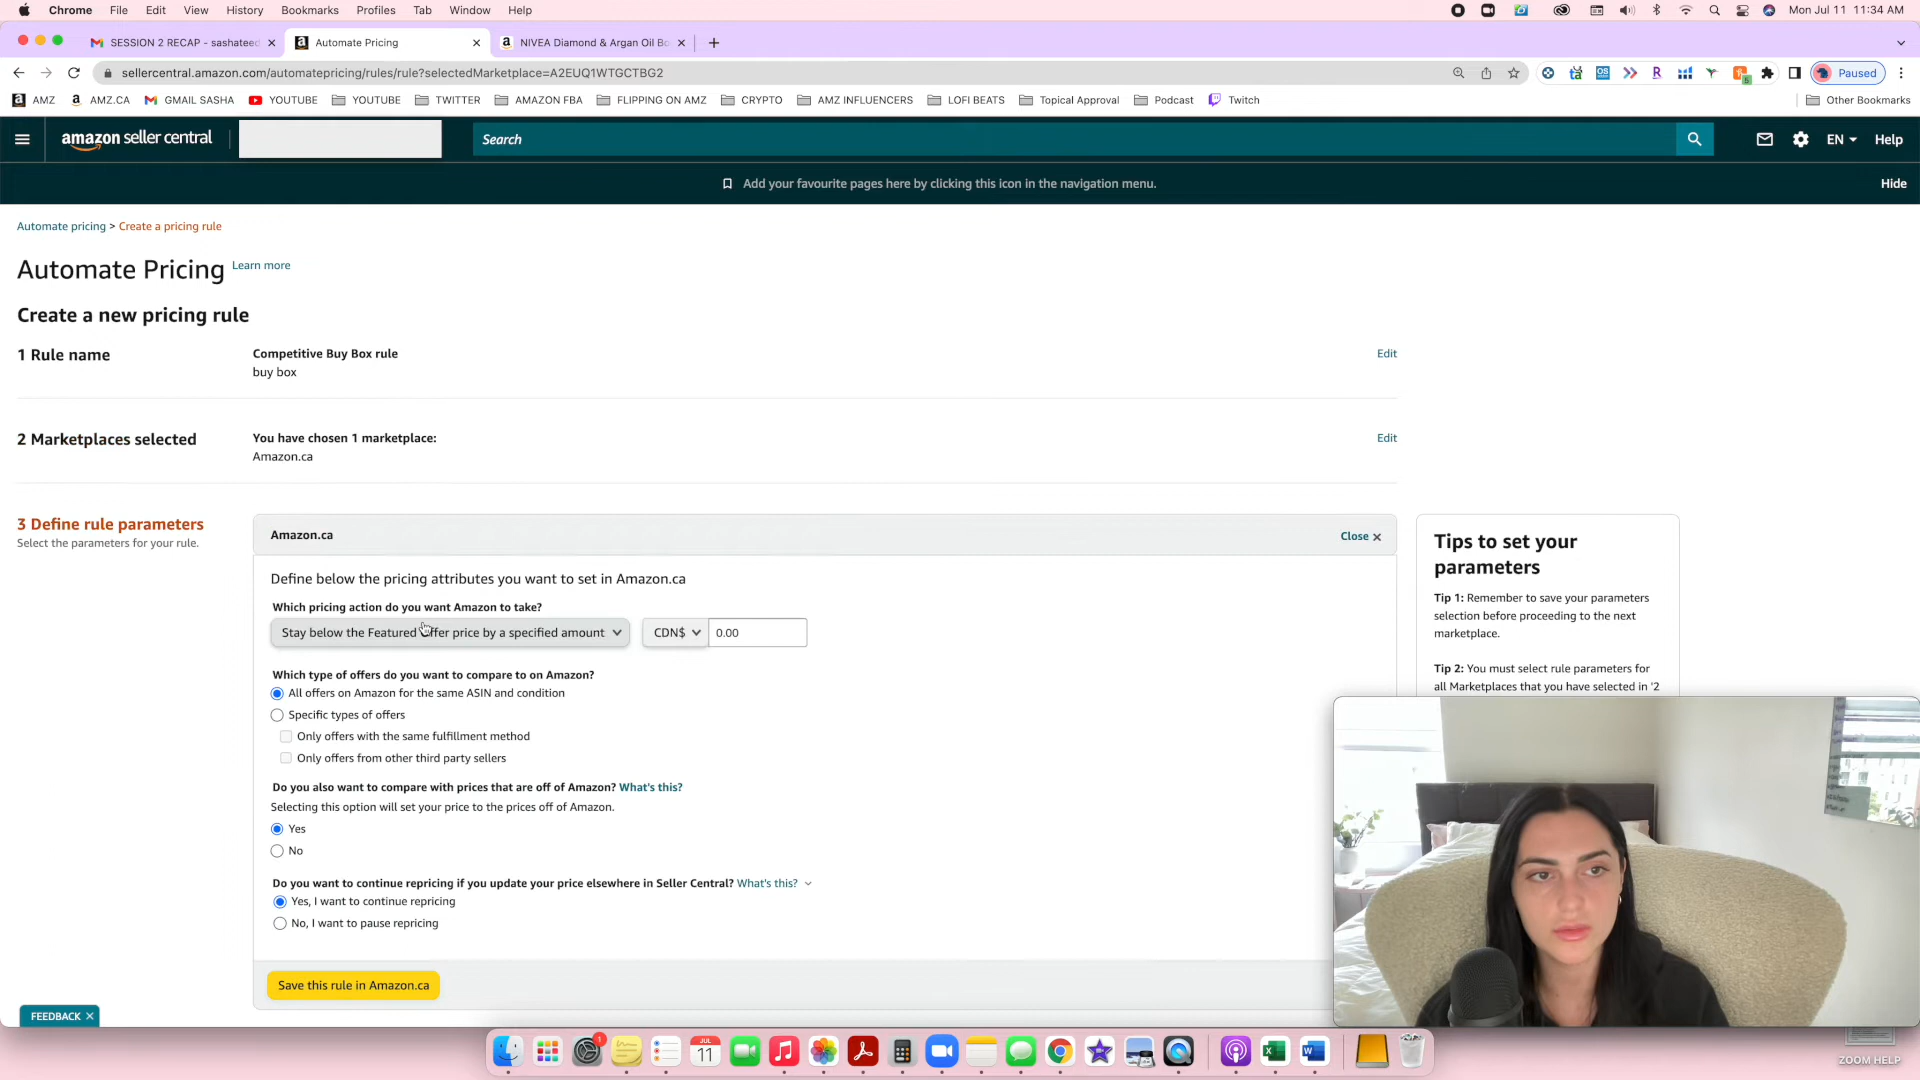 Chrome File Edit View History Bookmarks Profiles Tab Window Help Mon Jul 11 11:34 AM
SESSION 2 RECAP - sashateed Automate Pricing NIVEA Diamond & Argan Oil Bo
sellercentral.amazon.com/automatepricing/rules/rule?selectedMarketplace=A2EUQ1WTGCTBG2 Paused
AMZ AMZ.CA GMAIL SASHA YOUTUBE YOUTUBE TWITTER AMAZON FBA FLIPPING ON AMZ CRYPTO AMZ INFLUENCERS LOFI BEATS Topical Approval Podcast Twitch Other Bookmarks
amazon seller central Search EN Help
Add your favourite pages here by clicking this icon in the navigation menu. Hide
Automate pricing > Create a pricing rule
Automate Pricing Learn more
Create a new pricing rule
1 Rule name Competitive Buy Box rule Edit
buy box
2 Marketplaces selected You have chosen 1 marketplace: Edit
Amazon.ca
3 Define rule parameters Amazon.ca Close ×
Select the parameters for your rule.
Define below the pricing attributes you want to set in Amazon.ca
Which pricing action do you want Amazon to take?
Stay below the Featured Offer price by a specified amount CDN$ 0.00
Which type of offers do you want to compare to on Amazon?
All offers on Amazon for the same ASIN and condition
Specific types of offers
Only offers with the same fulfillment method
Only offers from other third party sellers
Do you also want to compare with prices that are off of Amazon? What's this?
Selecting this option will set your price to the prices off of Amazon.
Yes
No
Do you want to continue repricing if you update your price elsewhere in Seller Central? What's this?
Yes, I want to continue repricing
No, I want to pause repricing
Save this rule in Amazon.ca
Tips to set your
parameters
Tip 1: Remember to save your parameters
selection before proceeding to the next
marketplace.
Tip 2: You must select rule parameters for
all Marketplaces that you have selected in '2
FEEDBACK ×
JUL
11
1
ZOOM HELP